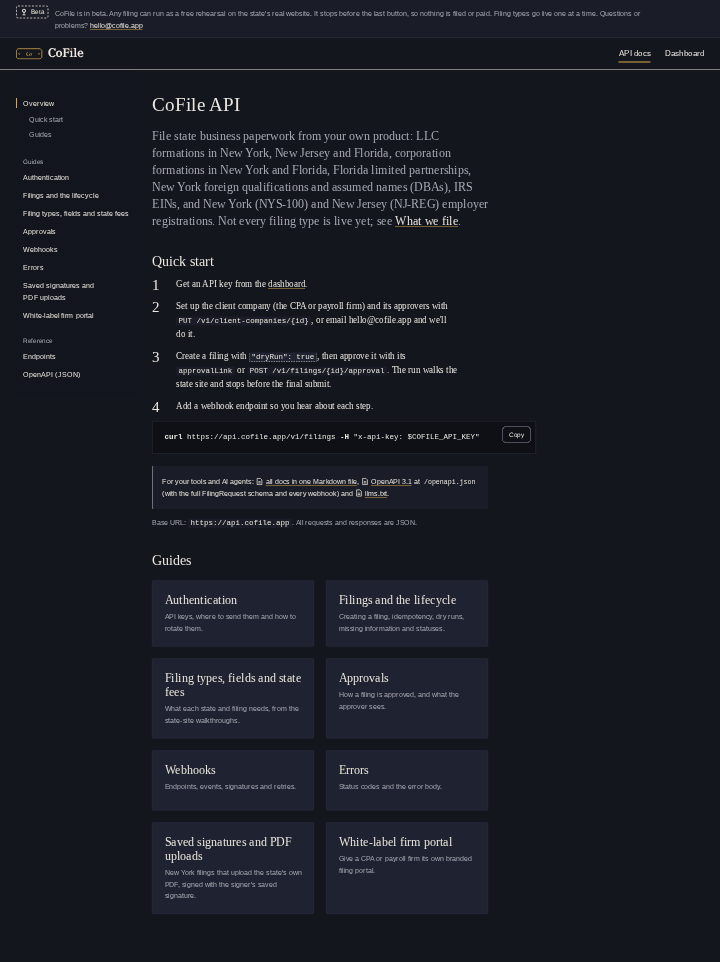 Beta
CoFile is in beta. Any filing can run as a free rehearsal on the state's real website. It stops before the last button, so nothing is filed or paid. Filing types go live one at a time. Questions or
problems? hello@cofile.app
Co
CoFile
API docs
Dashboard
Overview
Quick start
Guides
Guides
Authentication
Filings and the lifecycle
Filing types, fields and state fees
Approvals
Webhooks
Errors
Saved signatures and
PDF uploads
White-label firm portal
Reference
Endpoints
OpenAPI (JSON)
CoFile API
File state business paperwork from your own product: LLC
formations in New York, New Jersey and Florida, corporation
formations in New York and Florida, Florida limited partnerships,
New York foreign qualifications and assumed names (DBAs), IRS
EINs, and New York (NYS-100) and New Jersey (NJ-REG) employer
registrations. Not every filing type is live yet; see What we file.
Quick start
1 Get an API key from the dashboard.
2 Set up the client company (the CPA or payroll firm) and its approvers with
PUT /v1/client-companies/{id}, or email hello@cofile.app and we'll
do it.
3 Create a filing with "dryRun": true, then approve it with its
approvalLink or POST /v1/filings/{id}/approval. The run walks the
state site and stops before the final submit.
4 Add a webhook endpoint so you hear about each step.
curl https://api.cofile.app/v1/filings -H "x-api-key: $COFILE_API_KEY"
Copy
For your tools and AI agents: all docs in one Markdown file, OpenAPI 3.1 at /openapi.json
(with the full FilingRequest schema and every webhook) and llms.txt.
Base URL: https://api.cofile.app. All requests and responses are JSON.
Guides
Authentication
API keys, where to send them and how to
rotate them.
Filings and the lifecycle
Creating a filing, idempotency, dry runs,
missing information and statuses.
Filing types, fields and state
fees
What each state and filing needs, from the
state-site walkthroughs.
Approvals
How a filing is approved, and what the
approver sees.
Webhooks
Endpoints, events, signatures and retries.
Errors
Status codes and the error body.
Saved signatures and PDF
uploads
New York filings that upload the state's own
PDF, signed with the signer's saved
signature.
White-label firm portal
Give a CPA or payroll firm its own branded
filing portal.